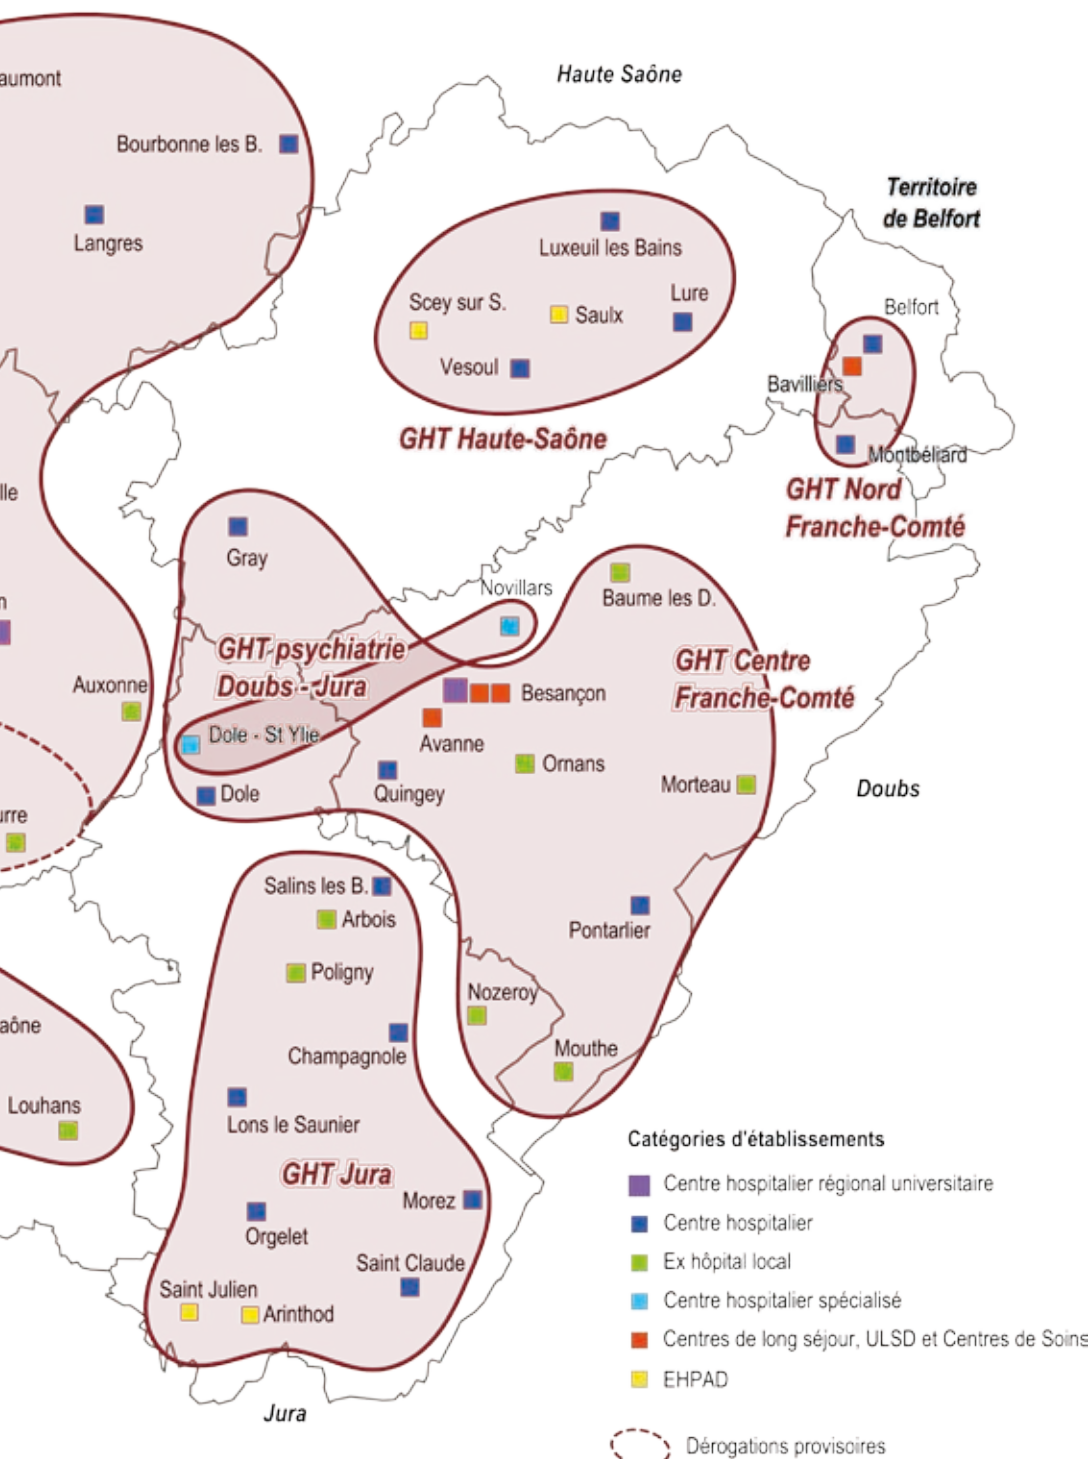 Haute Saône
Bourbonne les B.
Langres
Territoire
de Belfort
Luxeuil les Bains
Lure
Scey sur S.
Saulx
Vesoul
Belfort
Bavilliers
Montbéliard
GHT Haute-Saône
GHT Nord
Franche-Comté
Gray
Novillars
Baume les D.
GHT psychiatrie
Doubs - Jura
GHT Centre
Franche-Comté
Auxonne
Besançon
Dole - St Ylie
Avanne
Ornans
Dole
Quingey
Morteau
Doubs
Salins les B.
Arbois
Pontarlier
Poligny
Nozeroy
Champagnole
Mouthe
aône
Louhans
Lons le Saunier
GHT Jura
Morez
Orgelet
Saint Claude
Saint Julien
Arinthod
Jura
Catégories d'établissements
Centre hospitalier régional universitaire
Centre hospitalier
Ex hôpital local
Centre hospitalier spécialisé
Centres de long séjour, ULSD et Centres de Soins
EHPAD
Dérogations provisoires
aumont
lle
urre